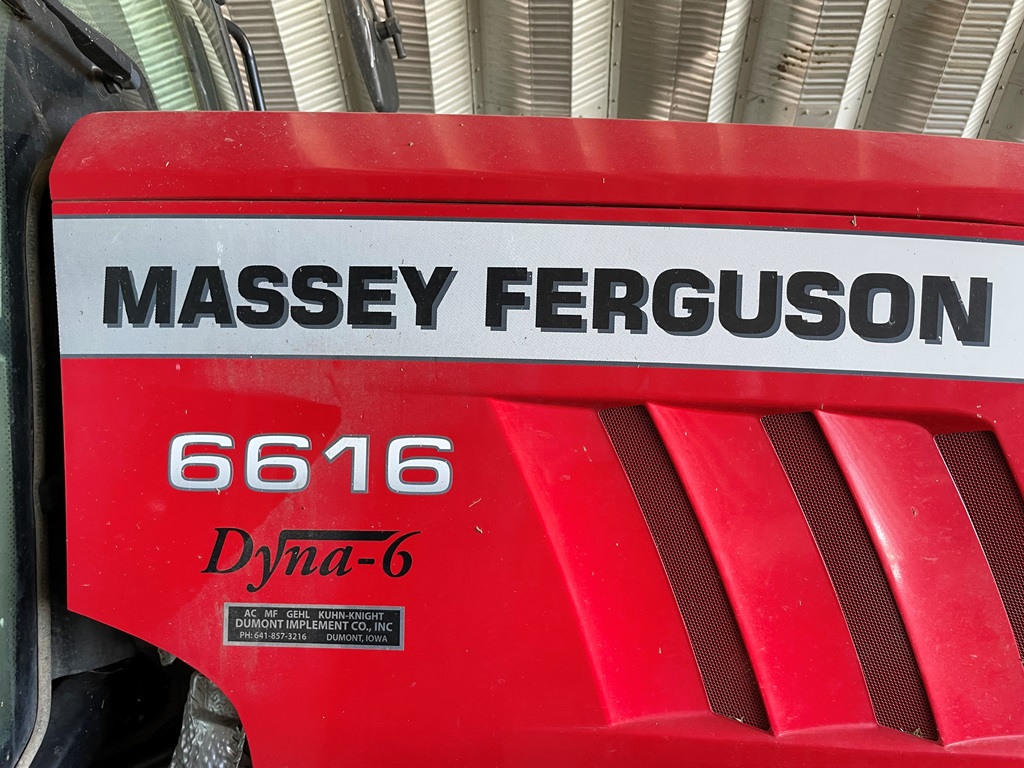 MASSEY FERGUSON
6616
Dyna-6
AC MF GEHL KUHN-KNIGHT
DUMONT IMPLEMENT CO., INC
PH: 641-857-3216 DUMONT, IOWA